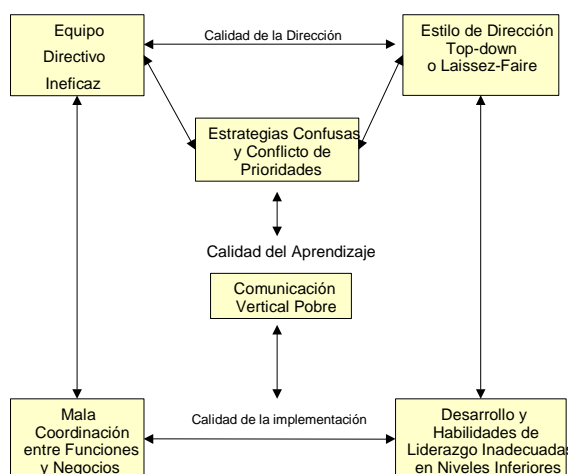 Equipo
Directivo
Ineficaz
Calidad de la Dirección
Estilo de Dirección
Top-down
o Laissez-Faire
Estrategias Confusas
y Conflicto de
Prioridades
Calidad del Aprendizaje
Comunicación
Vertical Pobre
Mala
Coordinación
entre Funciones
y Negocios
Calidad de la implementación
Desarrollo y
Habilidades de
Liderazgo Inadecuadas
en Niveles Inferiores